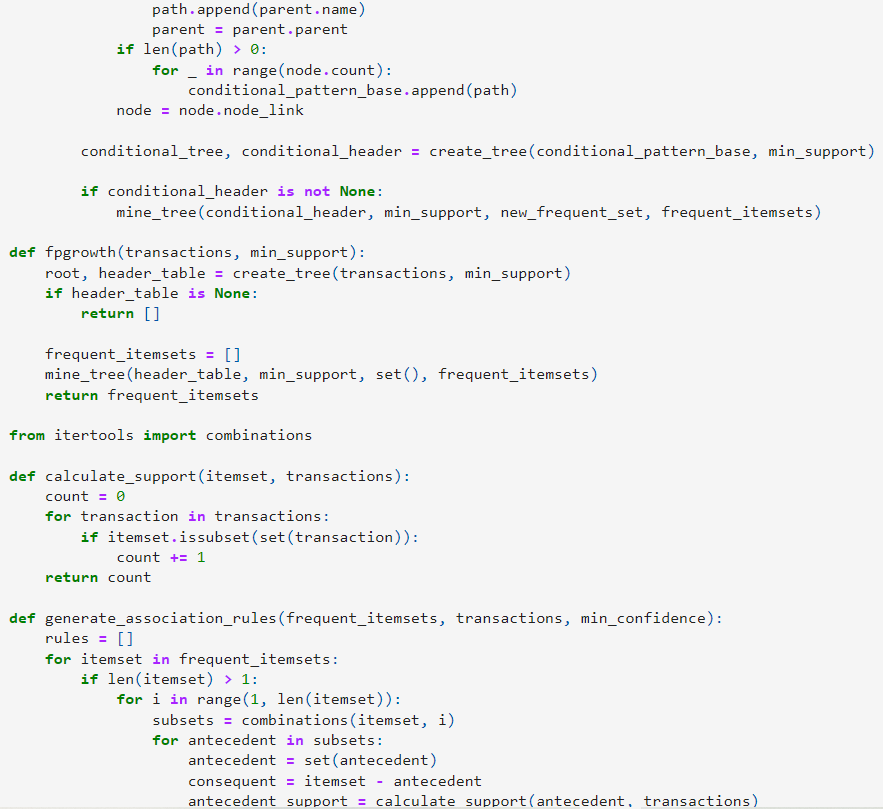 path.append(parent.name)
                parent = parent.parent
            if len(path) > 0:
                for _ in range(node.count):
                    conditional_pattern_base.append(path)
            node = node.node_link

        conditional_tree, conditional_header = create_tree(conditional_pattern_base, min_support)

        if conditional_header is not None:
            mine_tree(conditional_header, min_support, new_frequent_set, frequent_itemsets)

def fpgrowth(transactions, min_support):
    root, header_table = create_tree(transactions, min_support)
    if header_table is None:
        return []

    frequent_itemsets = []
    mine_tree(header_table, min_support, set(), frequent_itemsets)
    return frequent_itemsets

from itertools import combinations

def calculate_support(itemset, transactions):
    count = 0
    for transaction in transactions:
        if itemset.issubset(set(transaction)):
            count += 1
    return count

def generate_association_rules(frequent_itemsets, transactions, min_confidence):
    rules = []
    for itemset in frequent_itemsets:
        if len(itemset) > 1:
            for i in range(1, len(itemset)):
                subsets = combinations(itemset, i)
                for antecedent in subsets:
                    antecedent = set(antecedent)
                    consequent = itemset - antecedent
                    antecedent_support = calculate_support(antecedent, transactions)